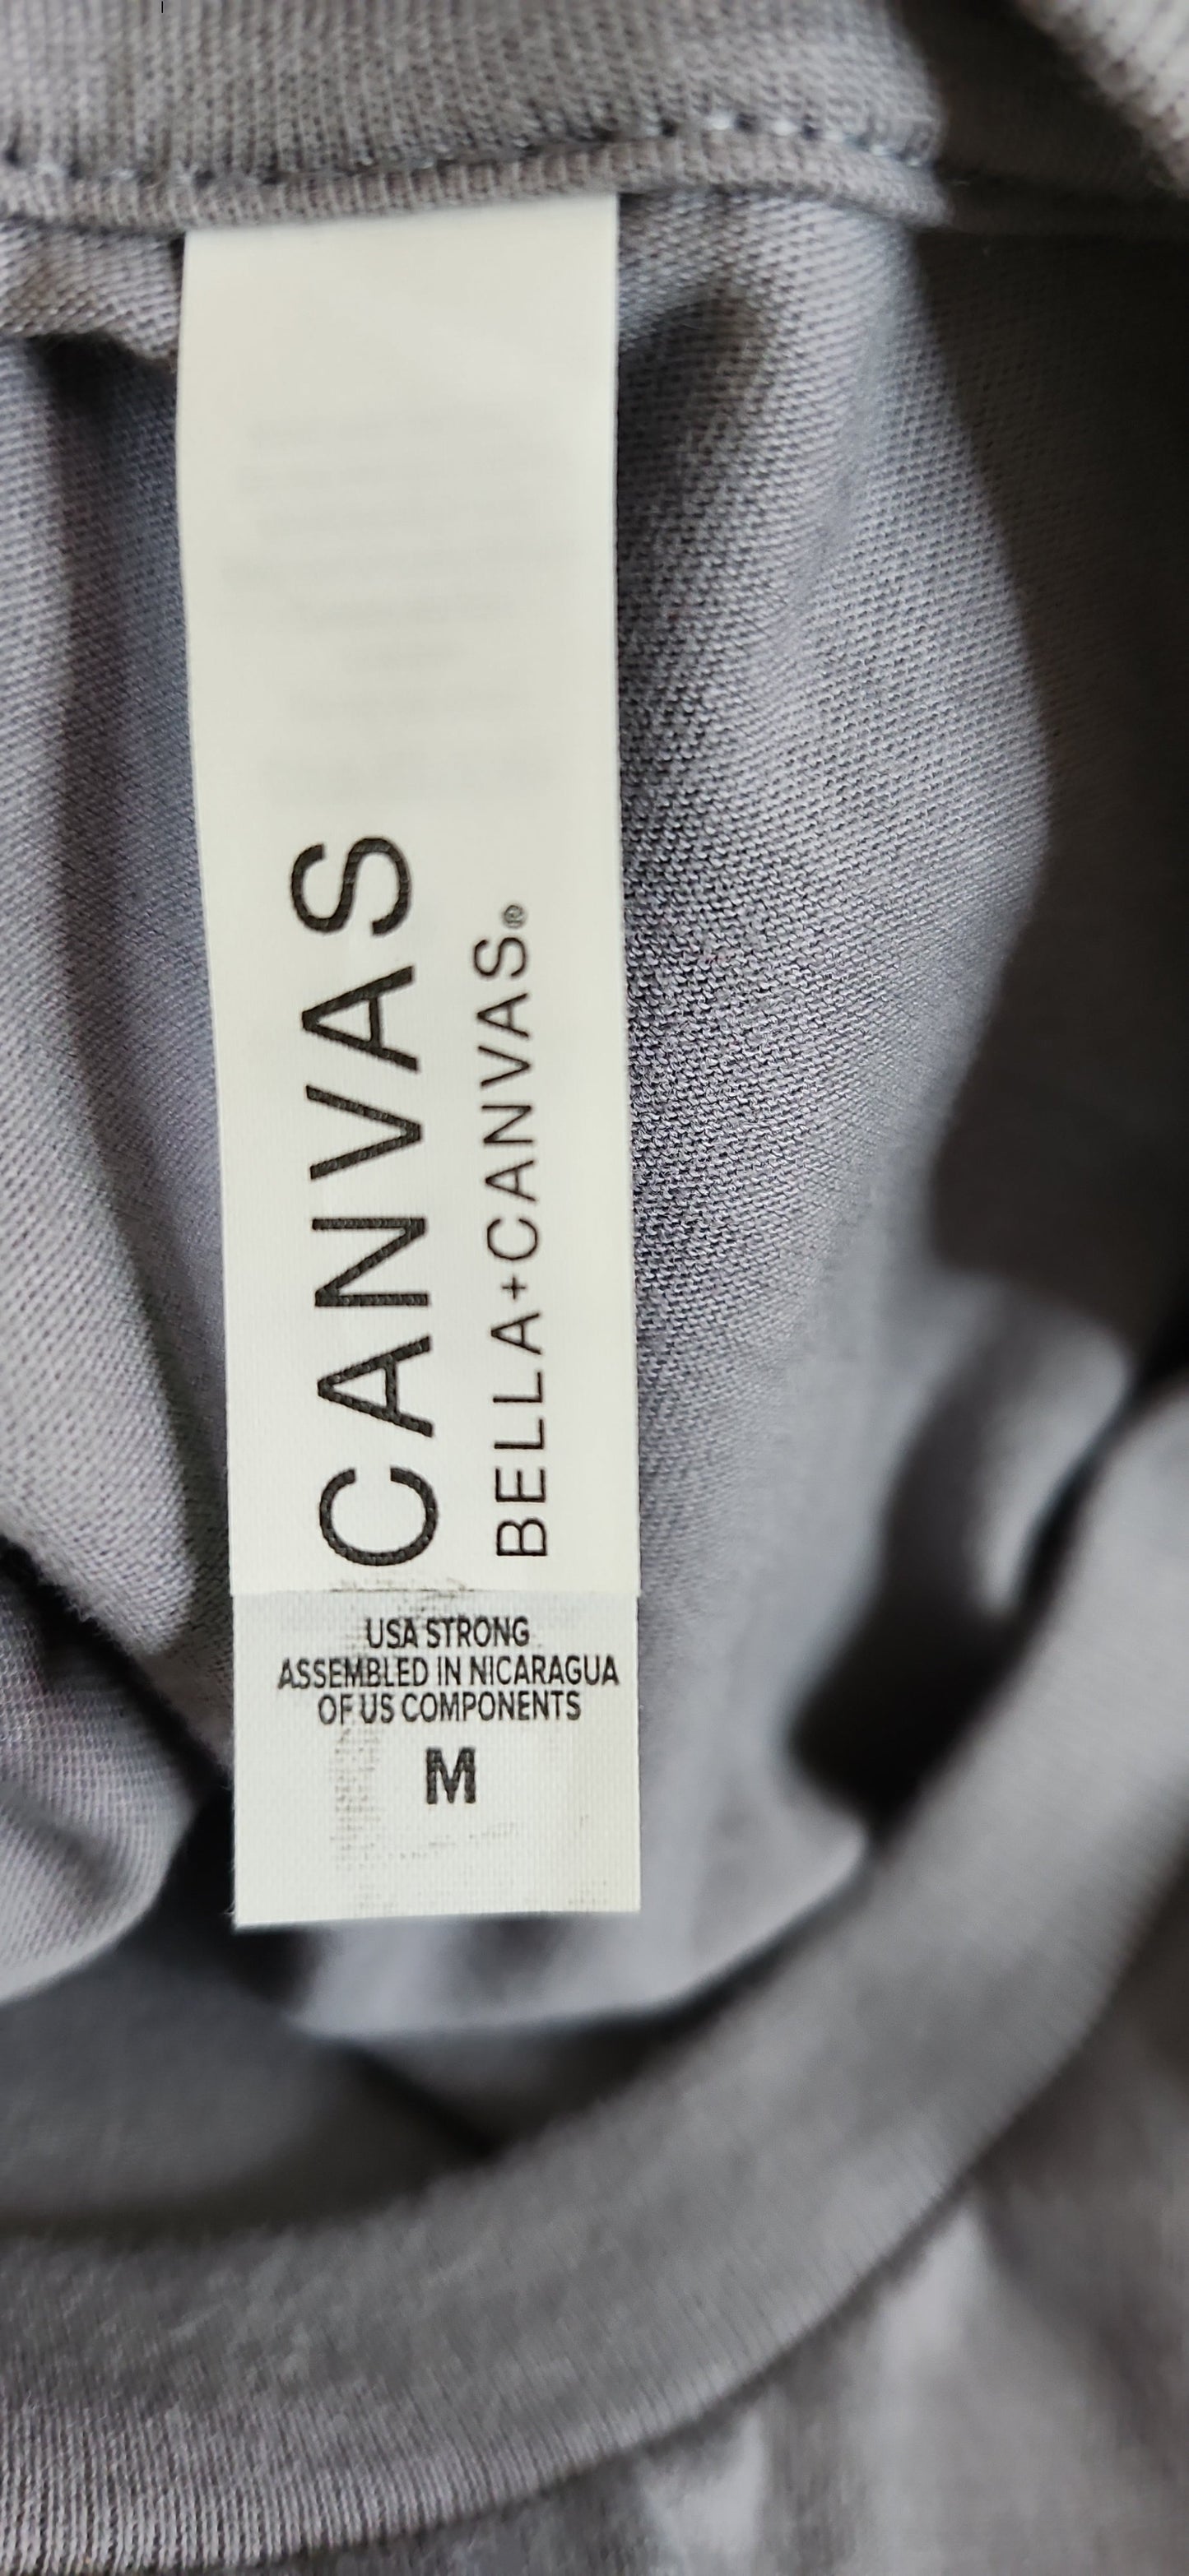 CANVAS
BELLA+CANVAS®
USA STRONG
ASSEMBLED IN NICARAGUA
OF US COMPONENTS
M